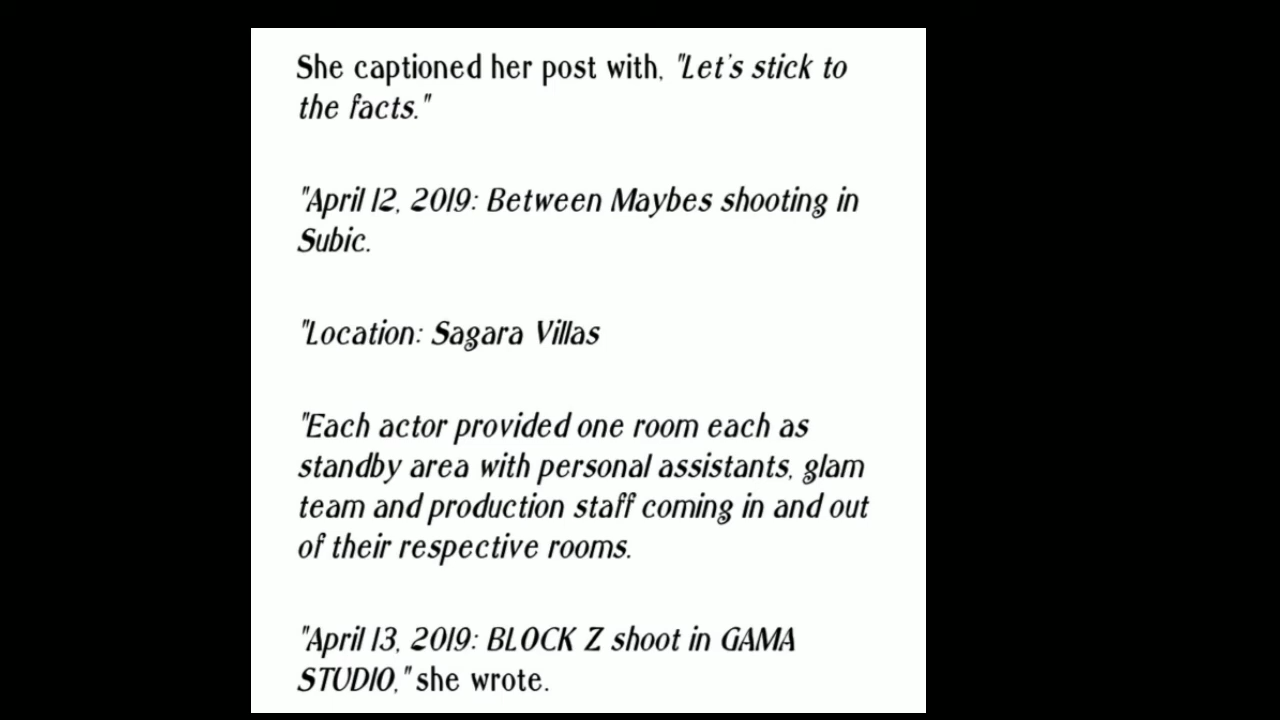 She captioned her post with, "Let's stick to
the facts."
"April 12, 2019: Between Maybes shooting in
Subic.
"Location: Sagara Villas
"Each actor provided one room each as
standby area with personal assistants, glam
team and production staff coming in and out
of their respective rooms.
"April 13, 2019: BLOCK Z shoot in GAMA
STUDIO," she wrote.